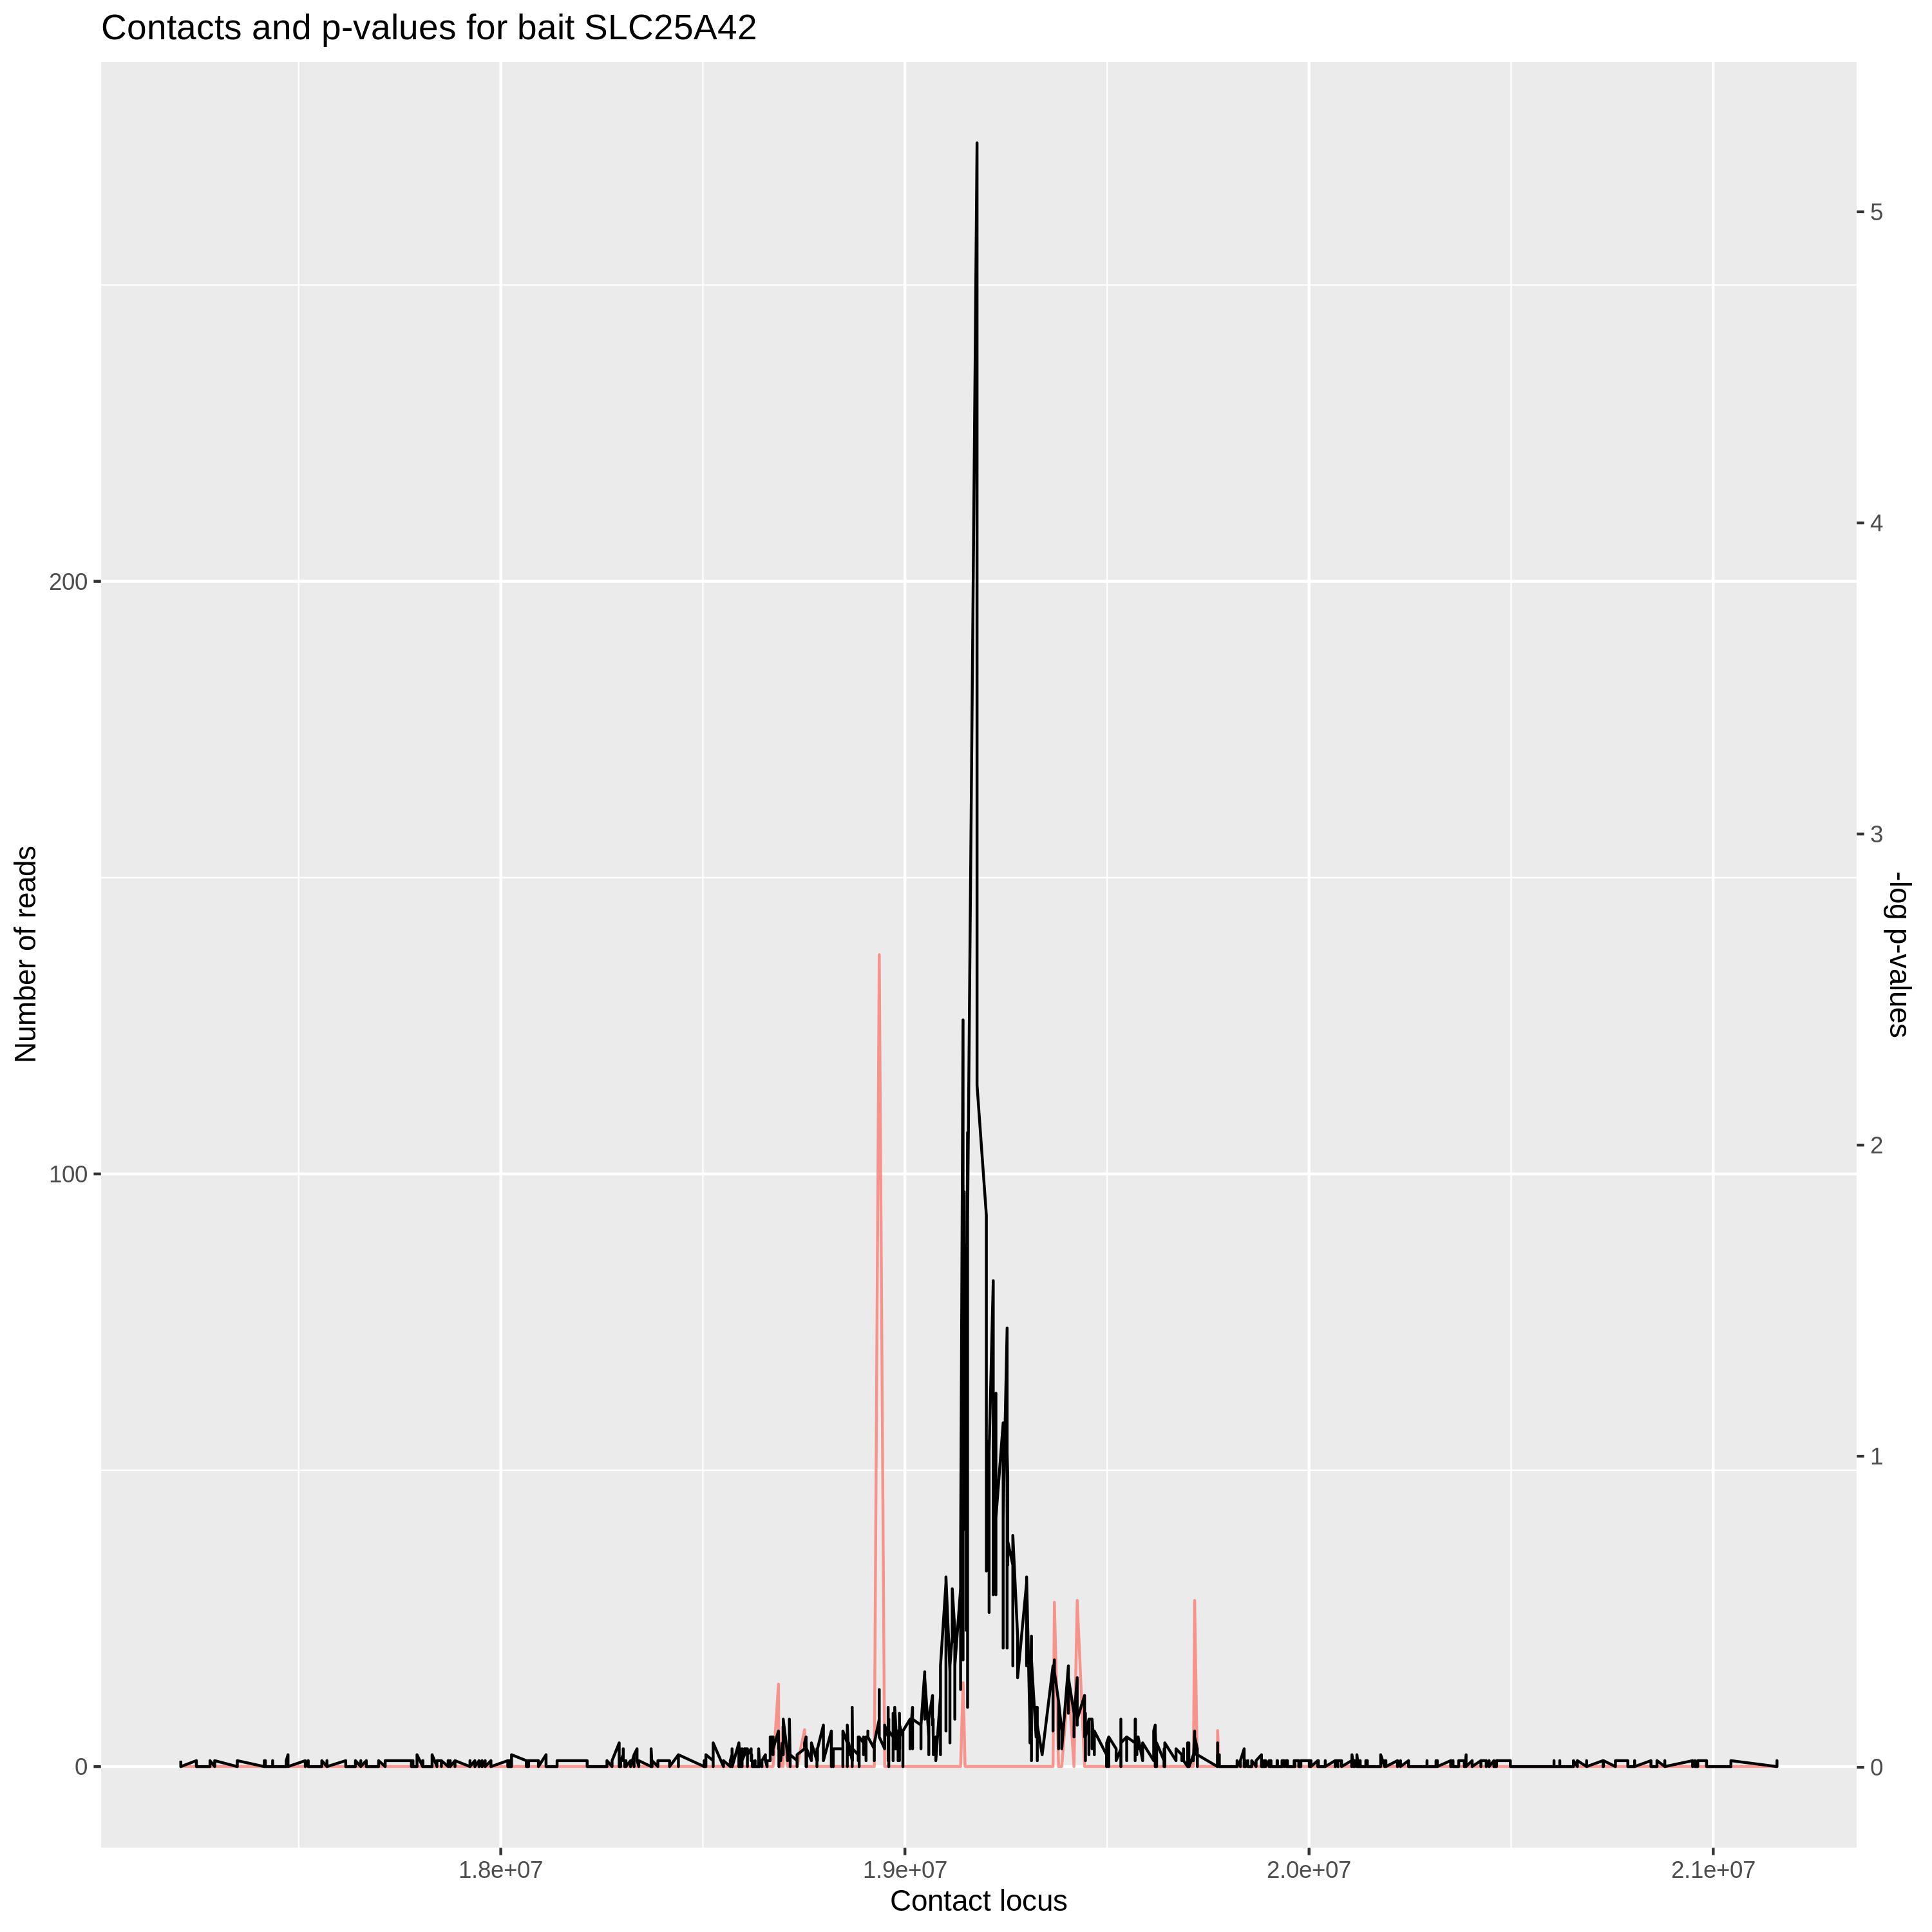 Contacts and p-values for bait SLC25A42
Number of reads
200
100
0
5
4
3
2
1
0
-log p-values
1.8e+07
1.9e+07
2.0e+07
2.1e+07
Contact locus